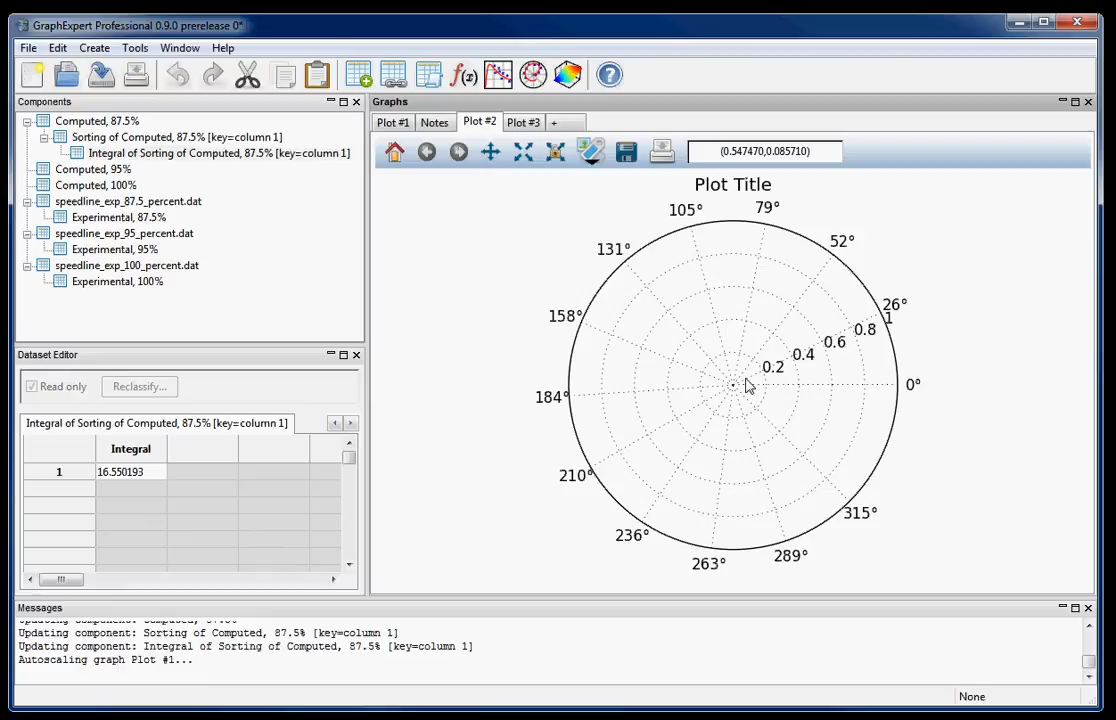 GraphExpert Professional 0.9.0 prerelease 0*
File Edit Create Tools Window Help
Components
Computed, 87.5%
Sorting of Computed, 87.5% [key=column 1]
Integral of Sorting of Computed, 87.5% [key=column 1]
Computed, 95%
Computed, 100%
speedline_exp_87.5_percent.dat
Experimental, 87.5%
speedline_exp_95_percent.dat
Experimental, 95%
speedline_exp_100_percent.dat
Experimental, 100%
Dataset Editor
Read only Reclassify...
Integral of Sorting of Computed, 87.5% [key=column 1]
Integral
1 16.550193
Graphs
Plot #1 Notes Plot #2 Plot #3 +
(0.547470,0.085710)
Plot Title
105° 79°
131° 52°
158° 26°
1
0.8
0.6
0.4
0.2
184° 0°
210°
236° 315°
263° 289°
Messages
Updating component: Sorting of Computed, 87.5% [key=column 1]
Updating component: Integral of Sorting of Computed, 87.5% [key=column 1]
Autoscaling graph Plot #1...
None